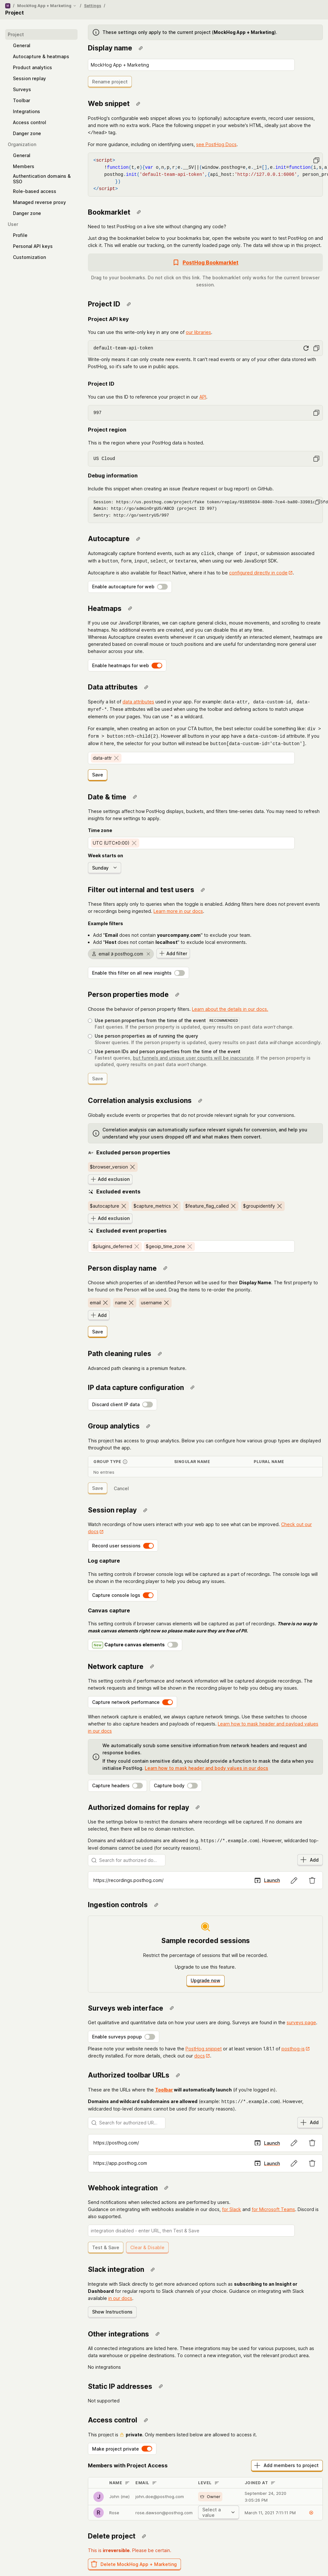 / MockHog App + Marketing / Settings /
Project
Project
General
Autocapture & heatmaps
Product analytics
Session replay
Surveys
Toolbar
Integrations
Access control
Danger zone
Organization
General
Members
Authentication domains &
SSO
Role-based access
Managed reverse proxy
Danger zone
User
Profile
Personal API keys
Customization
These settings only apply to the current project (MockHog App + Marketing).
Display name
MockHog App + Marketing
Rename project
Web snippet
PostHog's configurable web snippet allows you to (optionally) autocapture events, record user sessions, and more with no extra work. Place the following snippet in your website's HTML, ideally just above the
</head> tag.
For more guidance, including on identifying users, see PostHog Docs.
<script>
</script>
Bookmarklet
Need to test PostHog on a live site without changing any code?
Just drag the bookmarklet below to your bookmarks bar, open the website you want to test PostHog on and
click it. This will enable our tracking, on the currently loaded page only. The data will show up in this project.
PostHog Bookmarklet
Drag to your bookmarks. Do not click on this link. The bookmarklet only works for the current browser
session.
Project ID
Project API key
You can use this write-only key in any one of our libraries.
default-team-api-token
Write-only means it can only create new events. It can't read events or any of your other data stored with
PostHog, so it's safe to use in public apps.
Project ID
You can use this ID to reference your project in our API.
997
Project region
This is the region where your PostHog data is hosted.
US Cloud
Debug information
Include this snippet when creating an issue (feature request or bug report) on GitHub.
Admin: http://go/adminOrgUS/ABCD (project ID 997)
Sentry: http://go/sentryUS/997
Autocapture
Automagically capture frontend events, such as any click, change of input, or submission associated
with a button, form, input, select, or textarea, when using our web JavaScript SDK.
Autocapture is also available for React Native, where it has to be configured directly in code.
Enable autocapture for web
Heatmaps
If you use our JavaScript libraries, we can capture general clicks, mouse movements, and scrolling to create
heatmaps. No additional events are created, and you can disable this at any time.
Whereas Autocapture creates events whenever it can uniquely identify an element, heatmaps are generated
based on overall mouse or touch positions and are useful for understanding more general user
behavior across your site.
Enable heatmaps for web
Data attributes
Specify a list of data attributes used in your app. For example: data-attr, data-custom-id, data-
myref-*. These attributes will be used when using the toolbar and defining actions to match unique
elements on your pages. You can use * as a wildcard.
For example, when creating an action on your CTA button, the best selector could be something like: div >
form > button:nth-child(2). However all buttons in your app have a data-custom-id attribute. If you
allow it here, the selector for your button will instead be button[data-custom-id='cta-button'].
data-attr
Save
Date & time
These settings affect how PostHog displays, buckets, and filters time-series data. You may need to refresh
insights for new settings to apply.
Time zone
UTC (UTC±0:00)
Week starts on
Sunday
Filter out internal and test users
These filters apply only to queries when the toggle is enabled. Adding filters here does not prevent events
or recordings being ingested. Learn more in our docs.
Example filters
• Add "Email does not contain yourcompany.com" to exclude your team.
• Add "Host does not contain localhost" to exclude local environments.
email ∌ posthog.com
Add filter
Enable this filter on all new insights
Person properties mode
Choose the behavior of person property filters. Learn about the details in our docs.
Use person properties from the time of the event RECOMMENDED
Fast queries. If the person property is updated, query results on past data won't change.
Use person properties as of running the query
Slower queries. If the person property is updated, query results on past data will change accordingly.
Use person IDs and person properties from the time of the event
Fastest queries, but funnels and unique user counts will be inaccurate. If the person property is
updated, query results on past data won't change.
Save
Correlation analysis exclusions
Globally exclude events or properties that do not provide relevant signals for your conversions.
Correlation analysis can automatically surface relevant signals for conversion, and help you
understand why your users dropped off and what makes them convert.
Excluded person properties
$browser_version
Add exclusion
Excluded events
$autocapture $capture_metrics $feature_flag_called $groupidentify
Add exclusion
Excluded event properties
$plugins_deferred $geoip_time_zone
Person display name
Choose which properties of an identified Person will be used for their Display Name. The first property to
be found on the Person will be used. Drag the items to re-order the priority.
email name username
Add
Save
Path cleaning rules
Advanced path cleaning is a premium feature.
IP data capture configuration
Discard client IP data
Group analytics
This project has access to group analytics. Below you can configure how various group types are displayed
throughout the app.
GROUP TYPE SINGULAR NAME PLURAL NAME
No entries
Save Cancel
Session replay
Watch recordings of how users interact with your web app to see what can be improved. Check out our
docs
Record user sessions
Log capture
This setting controls if browser console logs will be captured as a part of recordings. The console logs will
be shown in the recording player to help you debug any issues.
Capture console logs
Canvas capture
This setting controls if browser canvas elements will be captured as part of recordings. There is no way to
mask canvas elements right now so please make sure they are free of PII.
New Capture canvas elements
Network capture
This setting controls if performance and network information will be captured alongside recordings. The
network requests and timings will be shown in the recording player to help you debug any issues.
Capture network performance
When network capture is enabled, we always capture network timings. Use these switches to choose
whether to also capture headers and payloads of requests. Learn how to mask header and payload values
in our docs
We automatically scrub some sensitive information from network headers and request
and response bodies.
If they could contain sensitive data, you should provide a function to mask the data when you
initialise PostHog. Learn how to mask header and body values in our docs
Capture headers Capture body
Authorized domains for replay
Use the settings below to restrict the domains where recordings will be captured. If no domains are
selected, then there will be no domain restriction.
Domains and wildcard subdomains are allowed (e.g. https://*.example.com). However, wildcarded top-
level domains cannot be used (for security reasons).
Search for authorized do...
Add
https://recordings.posthog.com/ Launch
Ingestion controls
Sample recorded sessions
Restrict the percentage of sessions that will be recorded.
Upgrade to use this feature.
Upgrade now
Surveys web interface
Get qualitative and quantitative data on how your users are doing. Surveys are found in the surveys page.
Enable surveys popup
Please note your website needs to have the PostHog snippet or at least version 1.81.1 of posthog-js
directly installed. For more details, check out our docs.
Authorized toolbar URLs
These are the URLs where the Toolbar will automatically launch (if you're logged in).
Domains and wildcard subdomains are allowed (example: https://*.example.com). However,
wildcarded top-level domains cannot be used (for security reasons).
Search for authorized UR...
Add
https://posthog.com/ Launch
https://app.posthog.com Launch
Webhook integration
Send notifications when selected actions are performed by users.
Guidance on integrating with webhooks available in our docs, for Slack and for Microsoft Teams. Discord is
also supported.
integration disabled - enter URL, then Test & Save
Test & Save Clear & Disable
Slack integration
Integrate with Slack directly to get more advanced options such as subscribing to an Insight or
Dashboard for regular reports to Slack channels of your choice. Guidance on integrating with Slack
available in our docs.
Show Instructions
Other integrations
All connected integrations are listed here. These integrations may be used for various purposes, such as
data warehouse or pipeline destinations. To connect a new integration, visit the relevant product area.
No integrations
Static IP addresses
Not supported
Access control
This project is private. Only members listed below are allowed to access it.
Make project private
Members with Project Access
Add members to project
NAME EMAIL LEVEL JOINED AT
J John (me) john.doe@posthog.com Owner
R Rose rose.dawson@posthog.com Select a
value March 11, 2021 7:11:11 PM
Delete project
This is irreversible. Please be certain.
Delete MockHog App + Marketing